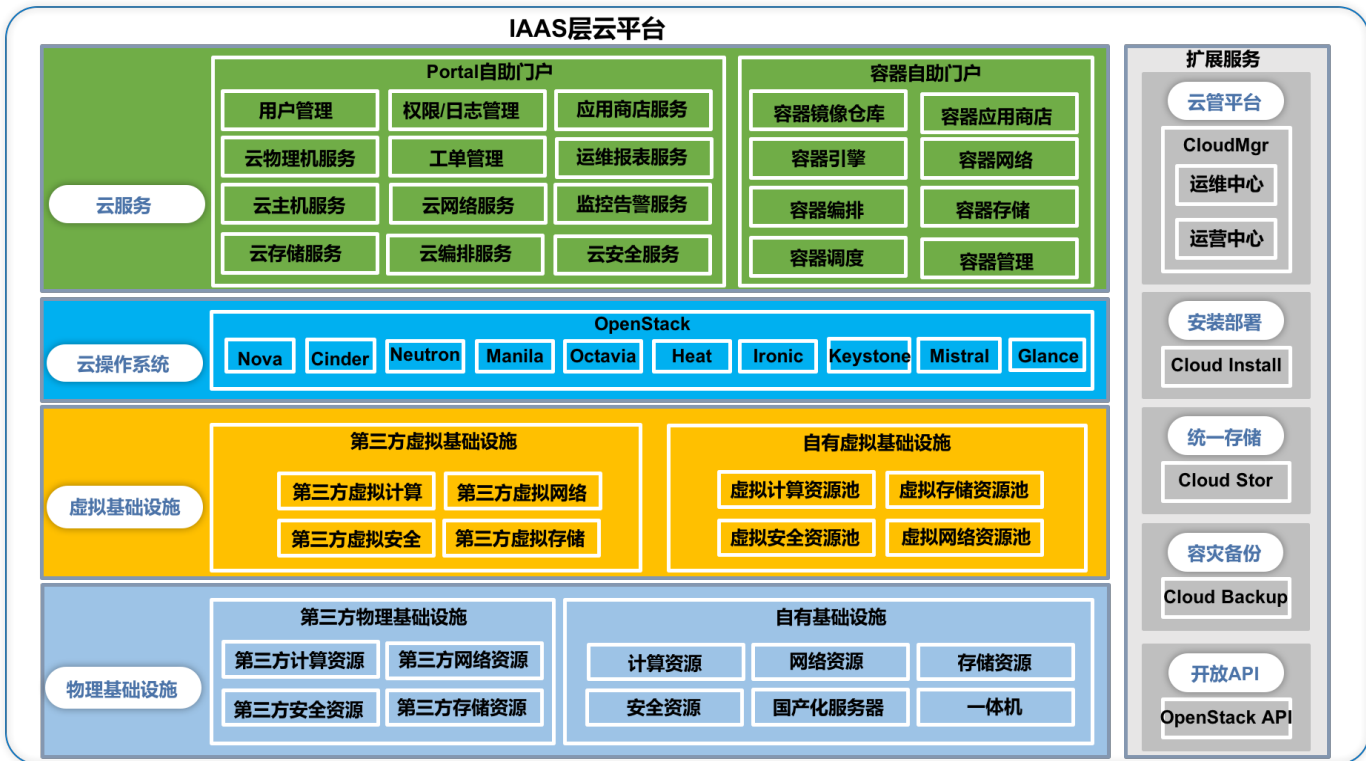 IAAS层云平台
云服务
Portal自助门户
用户管理
权限/日志管理
应用商店服务
云物理机服务
工单管理
运维报表服务
云主机服务
云网络服务
监控告警服务
云存储服务
云编排服务
云安全服务
容器自助门户
容器镜像仓库
容器应用商店
容器引擎
容器网络
容器编排
容器存储
容器调度
容器管理
云操作系统
OpenStack
Nova
Cinder
Neutron
Manila
Octavia
Heat
Ironic
Keystone
Mistral
Glance
虚拟基础设施
第三方虚拟基础设施
第三方虚拟计算
第三方虚拟网络
第三方虚拟安全
第三方虚拟存储
自有虚拟基础设施
虚拟计算资源池
虚拟存储资源池
虚拟安全资源池
虚拟网络资源池
物理基础设施
第三方物理基础设施
第三方计算资源
第三方网络资源
第三方安全资源
第三方存储资源
自有基础设施
计算资源
网络资源
存储资源
安全资源
国产化服务器
一体机
扩展服务
云管平台
CloudMgr
运维中心
运营中心
安装部署
Cloud Install
统一存储
Cloud Stor
容灾备份
Cloud Backup
开放API
OpenStack API